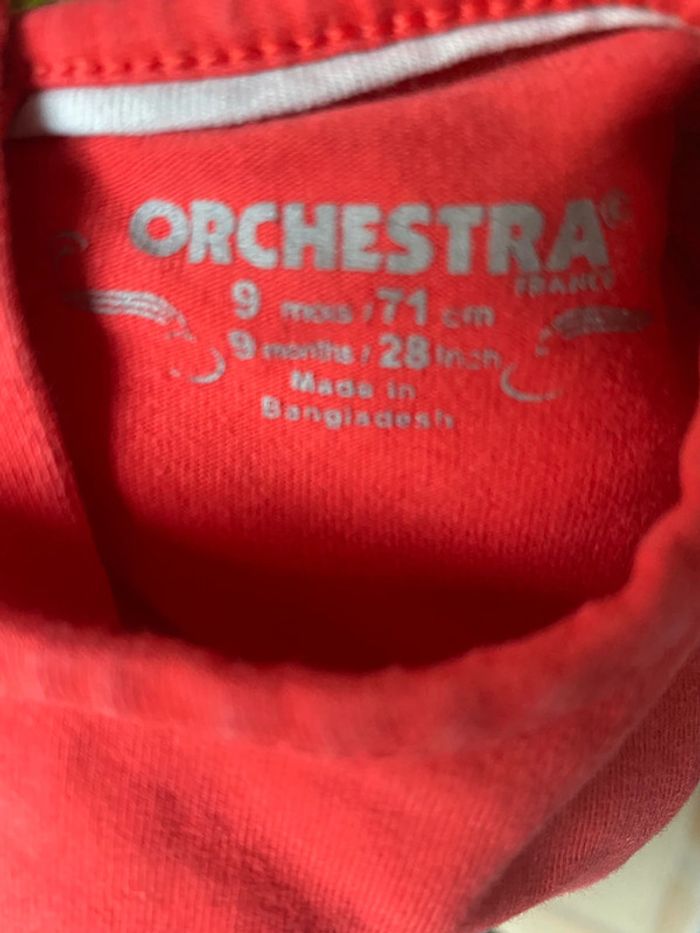 ORCHESTRA®
FRANCE
9 mois / 71 cm
9 months / 28 Inch
Made in
Bangladesh